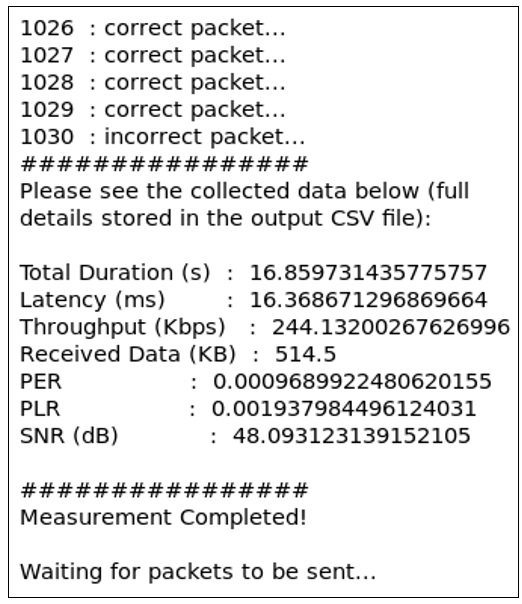 1026 : correct packet...
1027 : correct packet...
1028 : correct packet...
1029 : correct packet...
1030 : incorrect packet...
################
Please see the collected data below (full
details stored in the output CSV file):
Total Duration (s) : 16.859731435775757
Latency (ms) : 16.368671296869664
Throughput (Kbps) : 244.13200267626996
Received Data (KB) : 514.5
PER : 0.0009689922480620155
PLR : 0.001937984496124031
SNR (dB) : 48.093123139152105
################
Measurement Completed!
Waiting for packets to be sent...